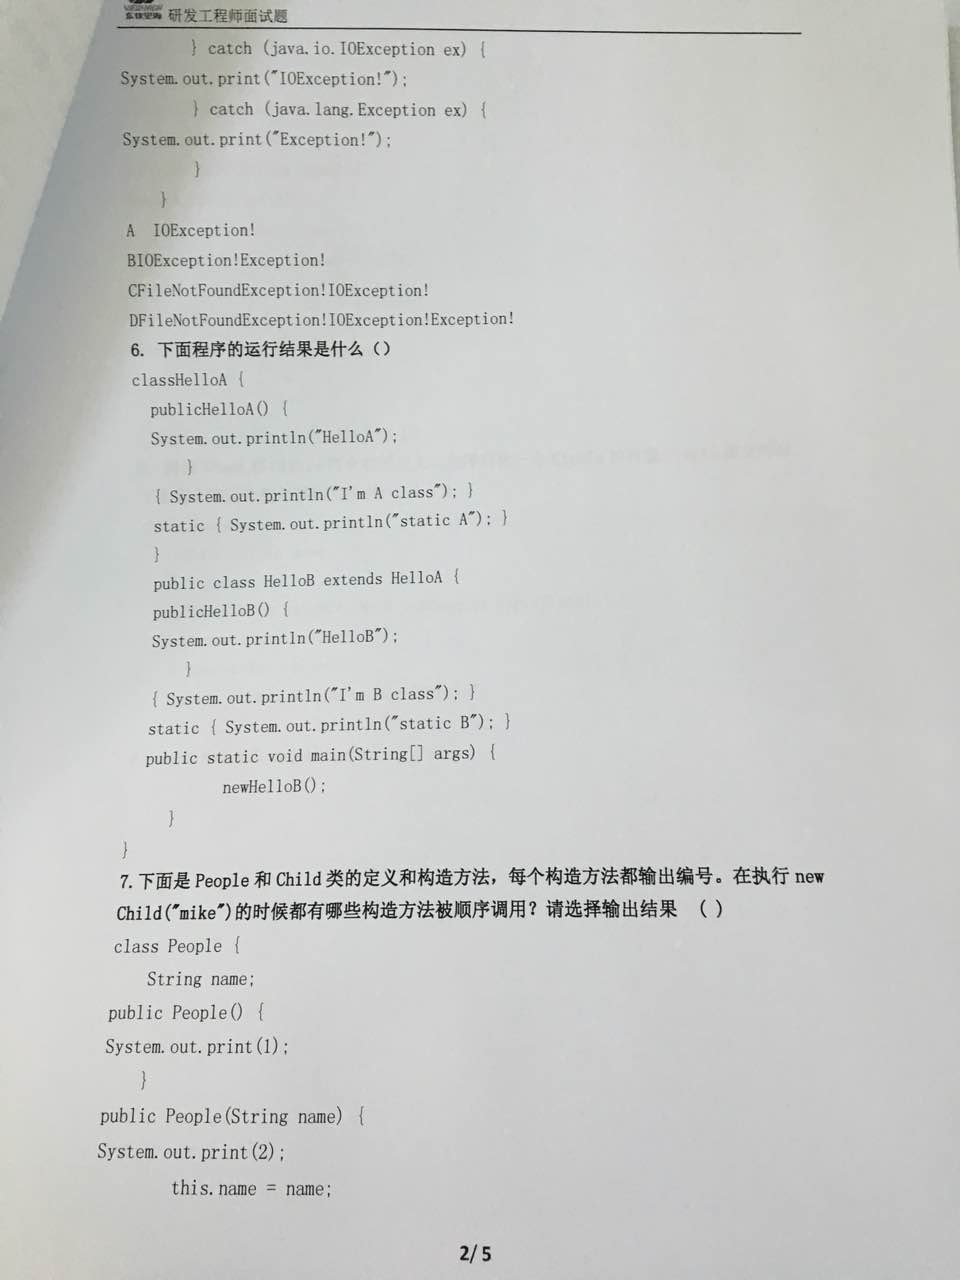 研发工程师面试题
} catch (java.io.IOException ex) {
System.out.print("IOException!");
} catch (java.lang.Exception ex) {
System.out.print("Exception!");
}
}
A  IOException!
BIOException!Exception!
CFileNotFoundException!IOException!
DFileNotFoundException!IOException!Exception!
6. 下面程序的运行结果是什么（）
classHelloA {
publicHelloA() {
System.out.println("HelloA");
}
{ System.out.println("I'm A class"); }
static { System.out.println("static A"); }
}
public class HelloB extends HelloA {
publicHelloB() {
System.out.println("HelloB");
}
{ System.out.println("I'm B class"); }
static { System.out.println("static B"); }
public static void main(String[] args) {
newHelloB();
}
}
7. 下面是 People 和 Child 类的定义和构造方法，每个构造方法都输出编号。在执行 new
Child("mike")的时候都有哪些构造方法被顺序调用？请选择输出结果 （ ）
class People {
String name;
public People() {
System.out.print(1);
}
public People(String name) {
System.out.print(2);
this.name = name;
2/5